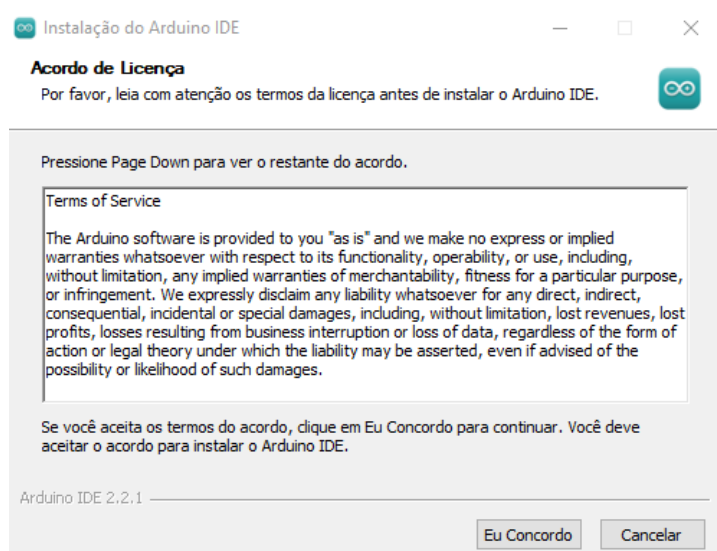 Instalação do Arduino IDE
Acordo de Licença
Por favor, leia com atenção os termos da licença antes de instalar o Arduino IDE.
Pressione Page Down para ver o restante do acordo.
Terms of Service
The Arduino software is provided to you "as is" and we make no express or implied
warranties whatsoever with respect to its functionality, operability, or use, including,
without limitation, any implied warranties of merchantability, fitness for a particular purpose,
or infringement. We expressly disclaim any liability whatsoever for any direct, indirect,
consequential, incidental or special damages, including, without limitation, lost revenues, lost
profits, losses resulting from business interruption or loss of data, regardless of the form of
action or legal theory under which the liability may be asserted, even if advised of the
possibility or likelihood of such damages.
Se você aceita os termos do acordo, clique em Eu Concordo para continuar. Você deve
aceitar o acordo para instalar o Arduino IDE.
Arduino IDE 2.2.1
Eu Concordo
Cancelar